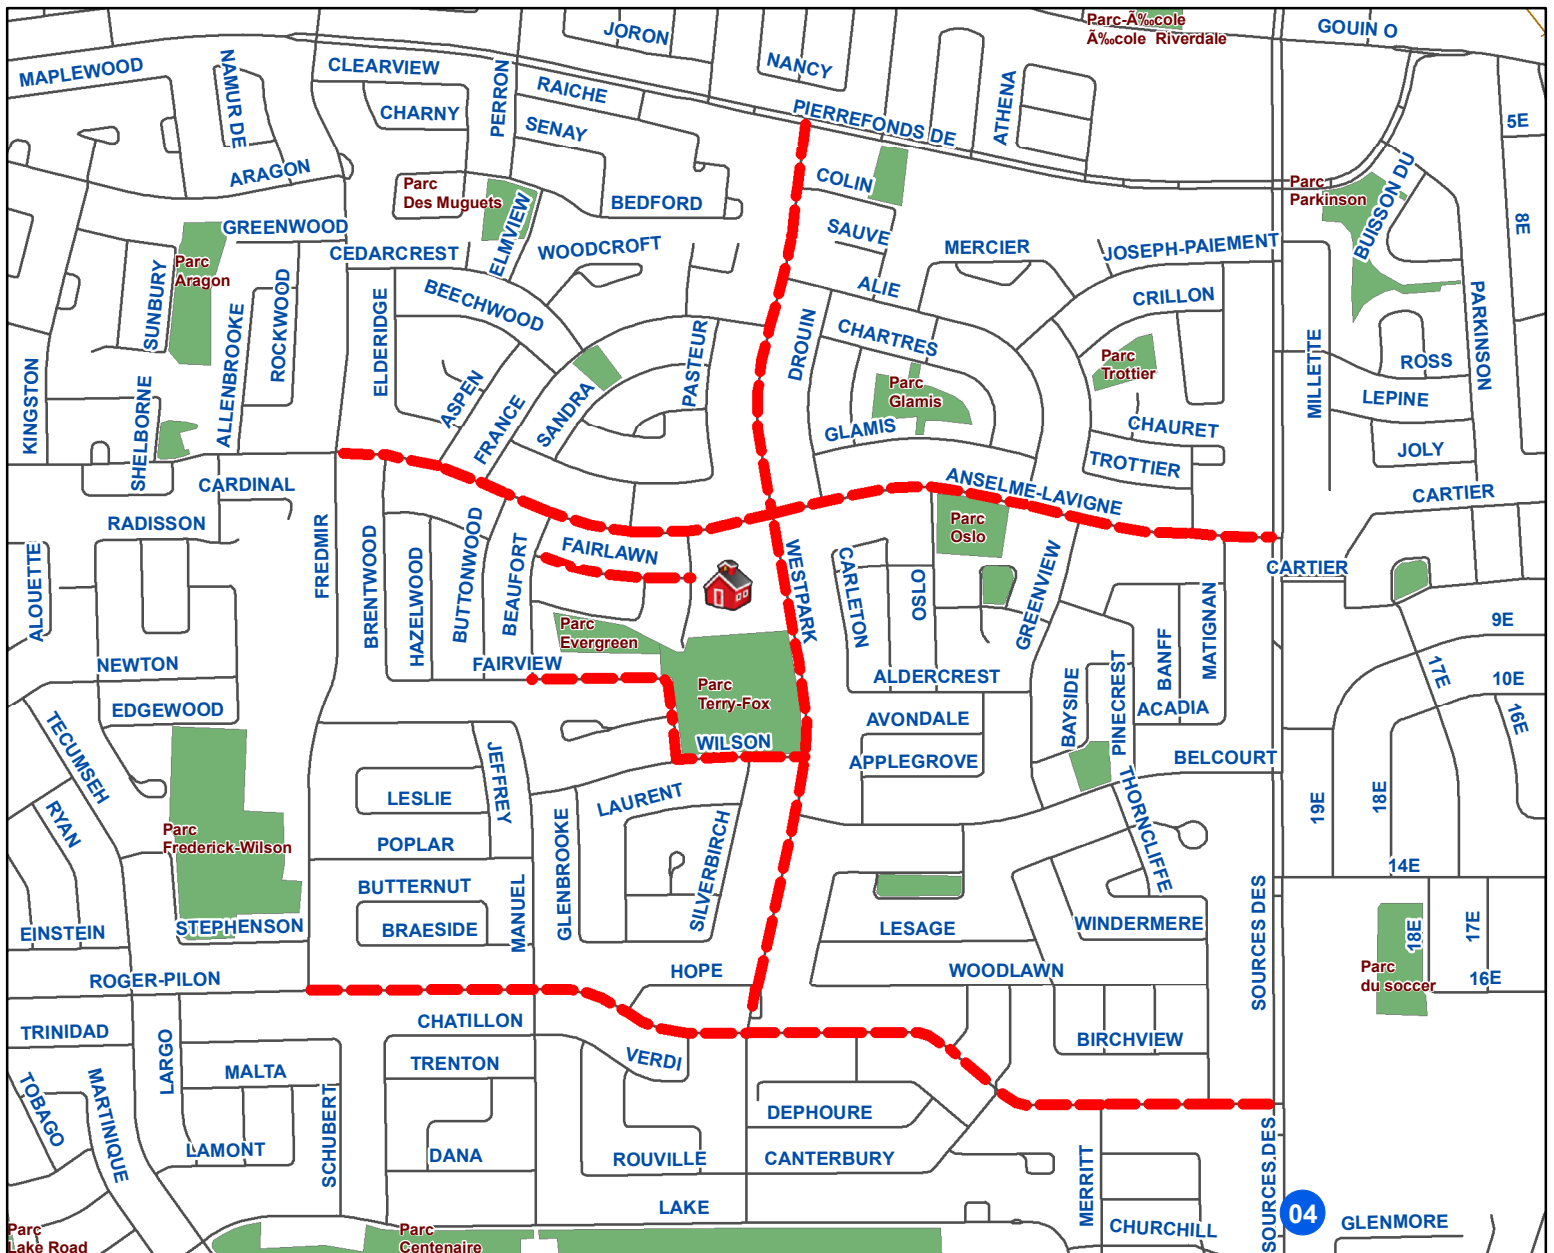 Parc-Ã‰cole
Ã‰cole Riverdale
GOUIN O
JORON
NANCY
MAPLEWOOD
NAMUR DE
CLEARVIEW
PERRON
RAICHE
ATHENA
CHARNY
SENAY
PIERREFONDS DE
5E
ARAGON
Parc
Des Muguets
BEDFORD
COLIN
Parc
Parkinson
BUISSON DU
8E
GREENWOOD
CEDARCREST
ELMVIEW
WOODCROFT
SAUVE
MERCIER
JOSEPH-PAIEMENT
Parc
Aragon
SUNBURY
ROCKWOOD
ELDERIDGE
BEECHWOOD
ALIE
CRILLON
PARKINSON
ALLENBROOKE
KINGSTON
SHELBORNE
PASTEUR
DROUIN
CHARTRES
Parc
Trottier
MILLETTE
ROSS
LEPINE
ASPEN
FRANCE
SANDRA
Parc
Glamis
GLAMIS
CHAURET
JOLY
TROTTIER
CARDINAL
ANSELME-LAVIGNE
CARTIER
RADISSON
FREDMIR
BRENTWOOD
HAZELWOOD
BUTTONWOOD
BEAUFORT
FAIRLAWN
WESTPARK
CARLETON
OSLO
Parc
Oslo
GREENVIEW
CARTIER
ALOUETTE
Parc
Evergreen
BANFF
MATIGNAN
9E
NEWTON
FAIRVIEW
Parc
Terry-Fox
ALDERCREST
BAYSIDE
PINECREST
17E
10E
EDGEWOOD
WILSON
AVONDALE
ACADIA
16E
TECUMSEH
JEFFREY
APPLEGROVE
BELCOURT
RYAN
LESLIE
GLENBROOKE
LAURENT
THORNCLIFFE
19E
18E
Parc
Frederick-Wilson
POPLAR
SILVERBIRCH
14E
BUTTERNUT
MANUEL
EINSTEIN
STEPHENSON
BRAESIDE
LESAGE
WINDERMERE
SOURCES DES
18E
17E
ROGER-PILON
HOPE
WOODLAWN
Parc
du soccer
16E
TRINIDAD
CHATILLON
LARGO
VERDI
BIRCHVIEW
TOBAGO
MARTINIQUE
MALTA
TRENTON
SCHUBERT
DEPHOURE
LAMONT
DANA
ROUVILLE
CANTERBURY
MERRITT
SOURCES DES
LAKE
CHURCHILL
04
GLENMORE
Parc
Lake Road
Parc
Centenaire